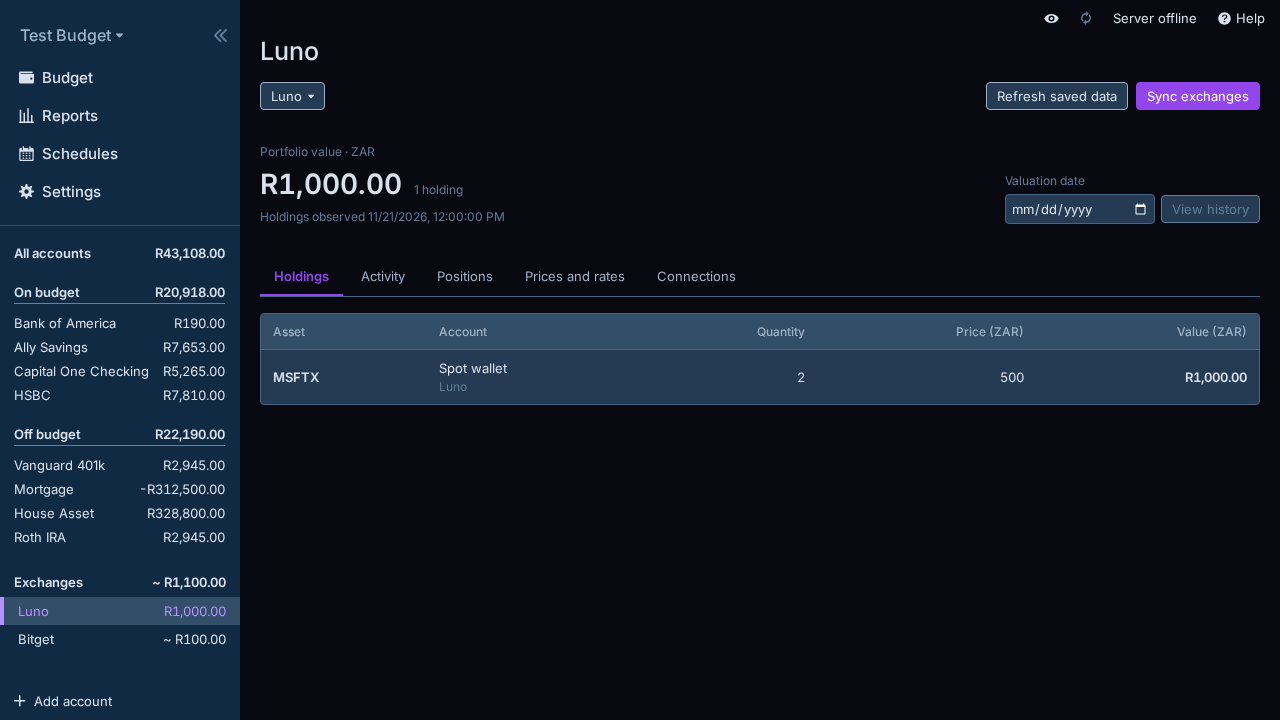 Test Budget
Budget
Reports
Schedules
Settings
All accounts R43,108.00
On budget R20,918.00
Bank of America R190.00
Ally Savings R7,653.00
Capital One Checking R5,265.00
HSBC R7,810.00
Off budget R22,190.00
Vanguard 401k R2,945.00
Mortgage -R312,500.00
House Asset R328,800.00
Roth IRA R2,945.00
Exchanges ~ R1,100.00
Luno R1,000.00
Bitget ~ R100.00
Add account
Server offline Help
Luno
Luno Refresh saved data Sync exchanges
Portfolio value · ZAR
R1,000.00 1 holding
Holdings observed 11/21/2026, 12:00:00 PM
Valuation date
mm/dd/yyyy View history
Holdings Activity Positions Prices and rates Connections
Asset Account Quantity Price (ZAR) Value (ZAR)
MSFTX Spot wallet 2 500 R1,000.00
Luno